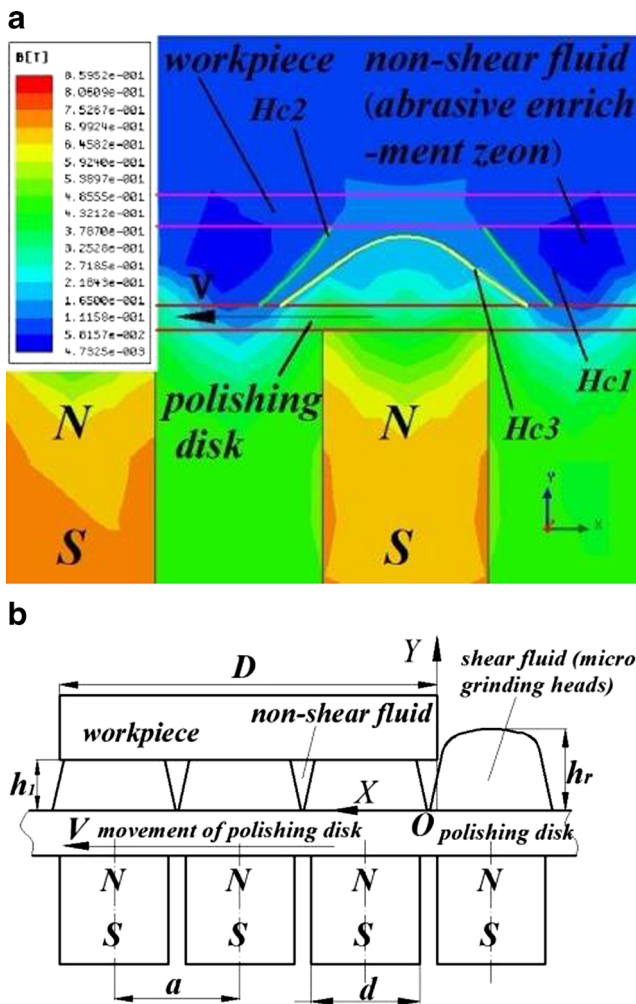 a
B[T]
8.5952e-001
8.0609e-001
7.5267e-001
6.9924e-001
6.4582e-001
5.9240e-001
5.3897e-001
4.8555e-001
4.3212e-001
3.7870e-001
3.2528e-001
2.7185e-001
2.1843e-001
1.6500e-001
1.1158e-001
5.8157e-002
4.7325e-003
workpiece
Hc2
non-shear fluid
(abrasive enrich
-ment zeon)
V
polishing
disk
Hc1
Hc3
N
N
S
S
Y
X
b
D
Y
shear fluid (micro
grinding heads)
non-shear fluid
workpiece
h1
hr
X
V movement of polishing disk
O polishing disk
N
N
N
N
S
S
S
S
a
d